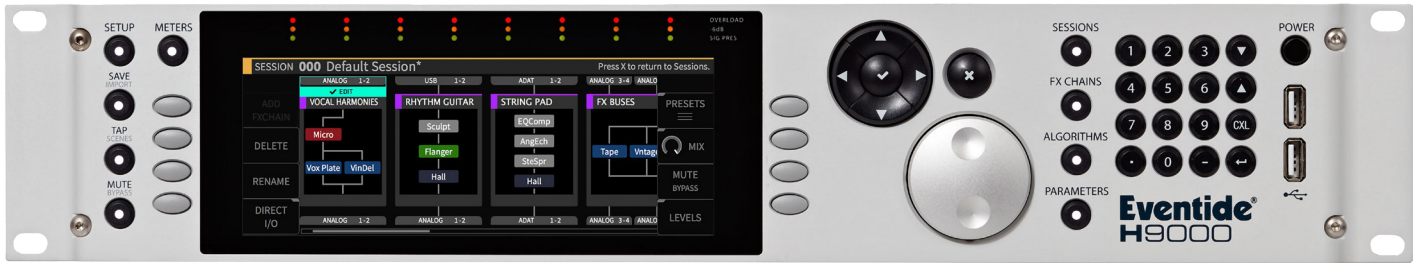 SETUP
METERS
SAVE
IMPORT
TAP
SCENES
MUTE
BYPASS
OVERLOAD
-6dB
SIG PRES
SESSION 000 Default Session*
Press X to return to Sessions.
ANALOG 1-2
USB 1-2
ADAT 1-2
ANALOG 3-4
ANALO
✓ EDIT
ADD
FXCHAIN
VOCAL HARMONIES
RHYTHM GUITAR
STRING PAD
FX BUSES
PRESETS
Micro
Sculpt
EQComp
DELETE
Flanger
AngEch
Tape
Vntag
MIX
Vox Plate
VinDel
SteSpr
RENAME
Hall
Hall
MUTE
BYPASS
DIRECT
I/O
ANALOG 1-2
ANALOG 1-2
ADAT 1-2
ANALOG 3-4
ANALO
LEVELS
SESSIONS
FX CHAINS
ALGORITHMS
PARAMETERS
1 2 3
4 5 6
7 8 9 CXL
. 0 -
POWER
Eventide®
H9000